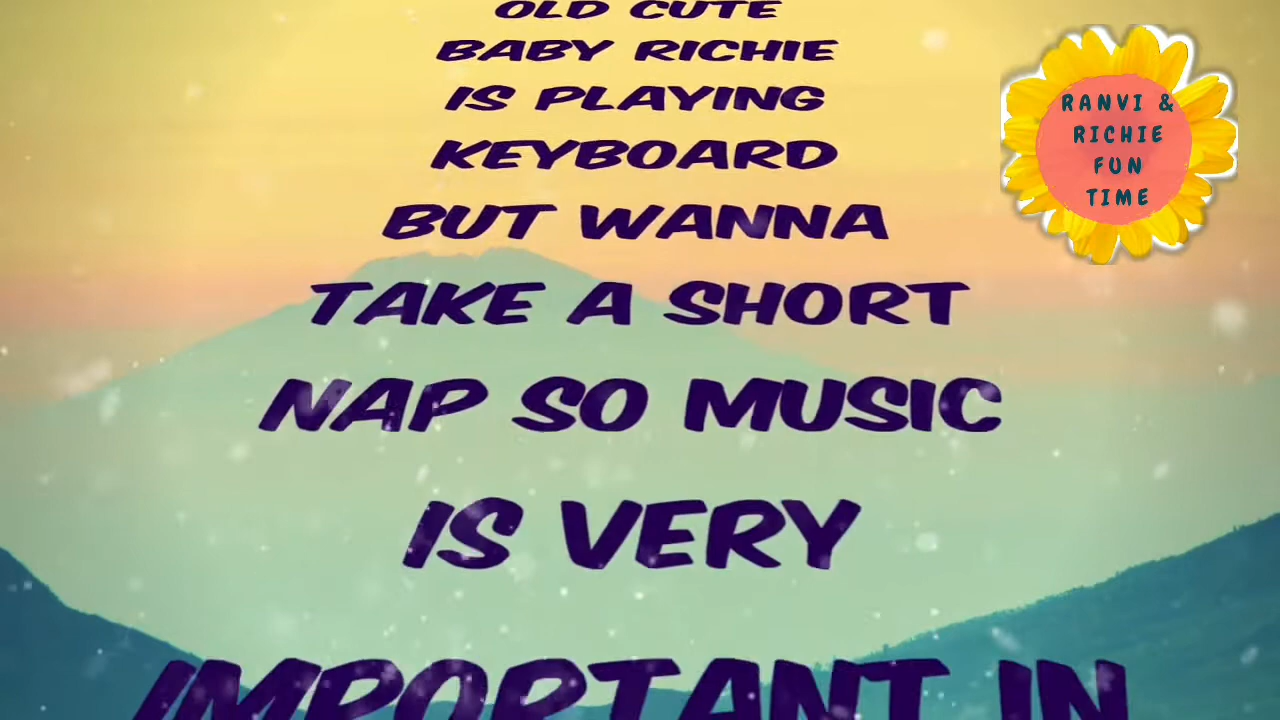 OLD CUTE
BABY RICHIE
IS PLAYING
KEYBOARD
BUT WANNA
TAKE A SHORT
NAP SO MUSIC
IS VERY
IMPORTANT IN
RANVI &
RICHIE
FUN
TIME